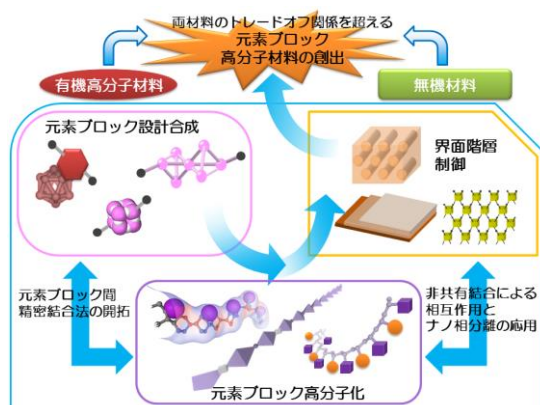 両材料のトレードオフ関係を超える
元素ブロック
高分子材料の創出
有機高分子材料
無機材料
元素ブロック設計合成
界面階層
制御
元素ブロック間
精密結合法の開拓
非共有結合による
相互作用と
ナノ相分離の応用
元素ブロック高分子化